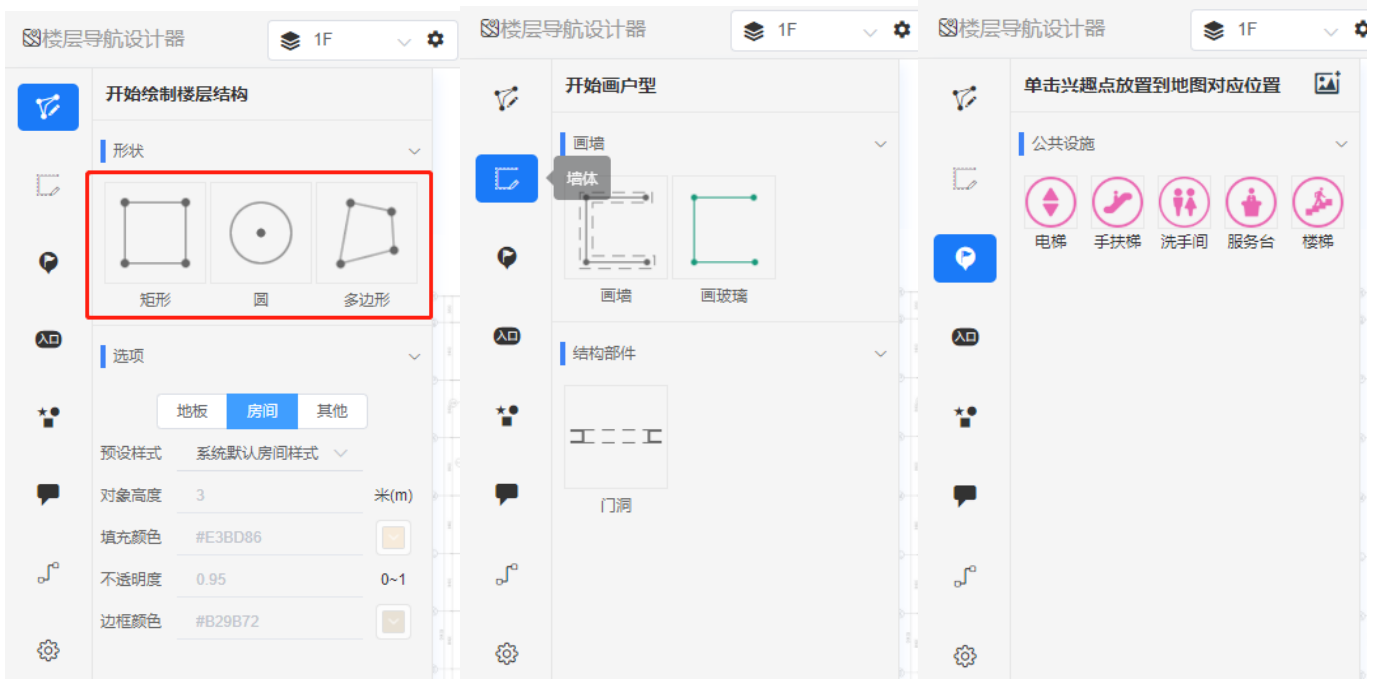 楼层导航设计器
1F
开始绘制楼层结构
形状
矩形
圆
多边形
入口
选项
地板
房间
其他
预设样式
系统默认房间样式
对象高度
3
米(m)
填充颜色
#E3BD86
不透明度
0.95
0~1
边框颜色
#B29B72
楼层导航设计器
1F
开始画户型
画墙
墙体
画墙
画玻璃
入口
结构部件
门洞
楼层导航设计器
1F
单击兴趣点放置到地图对应位置
公共设施
电梯
手扶梯
洗手间
服务台
楼梯
入口